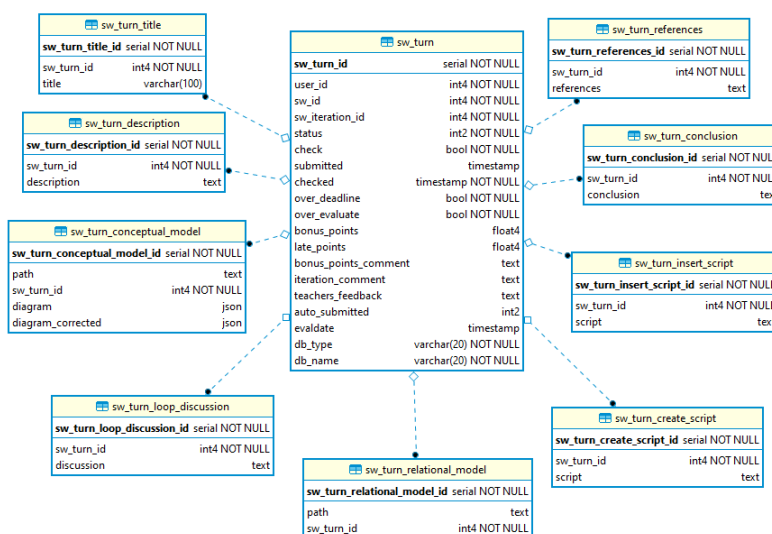 sw_turn_title
sw_turn_title_id serial NOT NULL
sw_turn_id int4 NOT NULL
title varchar(100)
sw_turn_description
sw_turn_description_id serial NOT NULL
sw_turn_id int4 NOT NULL
description text
sw_turn_conceptual_model
sw_turn_conceptual_model_id serial NOT NULL
path text
sw_turn_id int4 NOT NULL
diagram json
diagram_corrected json
sw_turn_loop_discussion
sw_turn_loop_discussion_id serial NOT NULL
sw_turn_id int4 NOT NULL
discussion text
sw_turn
sw_turn_id serial NOT NULL
user_id int4 NOT NULL
sw_id int4 NOT NULL
sw_iteration_id int4 NOT NULL
status int2 NOT NULL
check bool NOT NULL
submitted timestamp
checked timestamp NOT NULL
over_deadline bool NOT NULL
over_evaluate bool NOT NULL
bonus_points float4
late_points float4
bonus_points_comment text
iteration_comment text
teachers_feedback text
auto_submitted int2
evaldate timestamp
db_type varchar(20) NOT NULL
db_name varchar(20) NOT NULL
sw_turn_relational_model
sw_turn_relational_model_id serial NOT NULL
path text
sw_turn_id int4 NOT NULL
sw_turn_references
sw_turn_references_id serial NOT NULL
sw_turn_id int4 NOT NULL
references text
sw_turn_conclusion
sw_turn_conclusion_id serial NOT NUL
sw_turn_id int4 NOT NUL
conclusion tex
sw_turn_insert_script
sw_turn_insert_script_id serial NOT NUL
sw_turn_id int4 NOT NUL
script tex
sw_turn_create_script
sw_turn_create_script_id serial NOT NULL
sw_turn_id int4 NOT NULL
script text